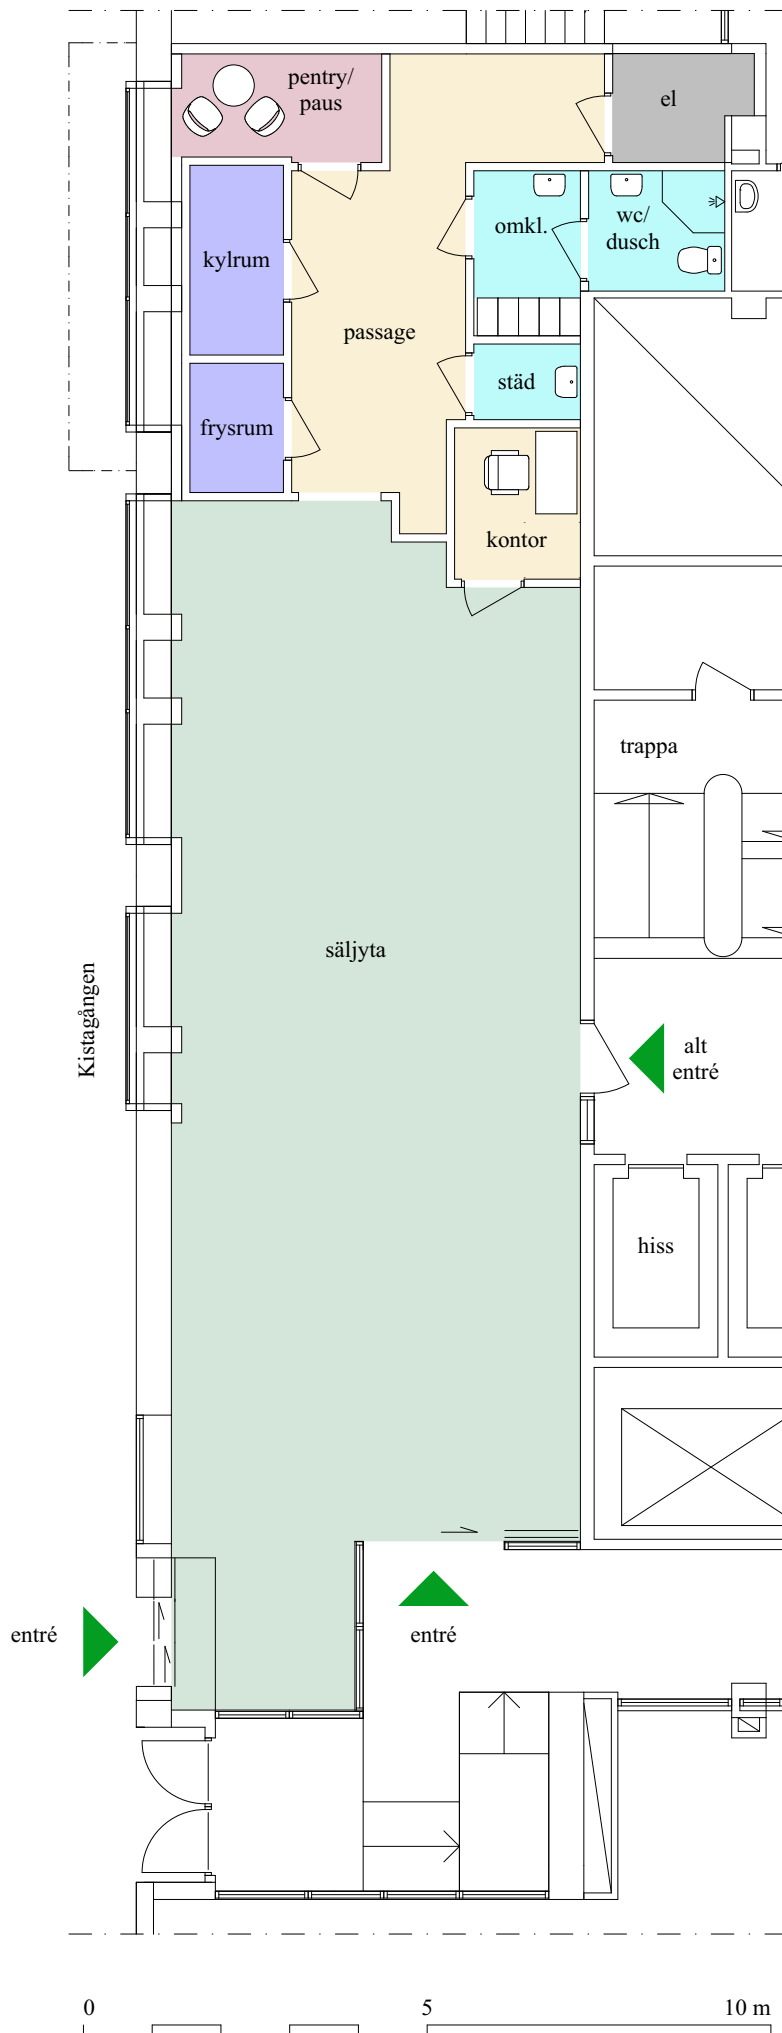 pentry/
paus
el
omkl.
wc/
dusch
kylrum
passage
städ
frysrum
kontor
trappa
säljyta
Kistagången
alt
entré
hiss
entré
entré
0
5
10 m